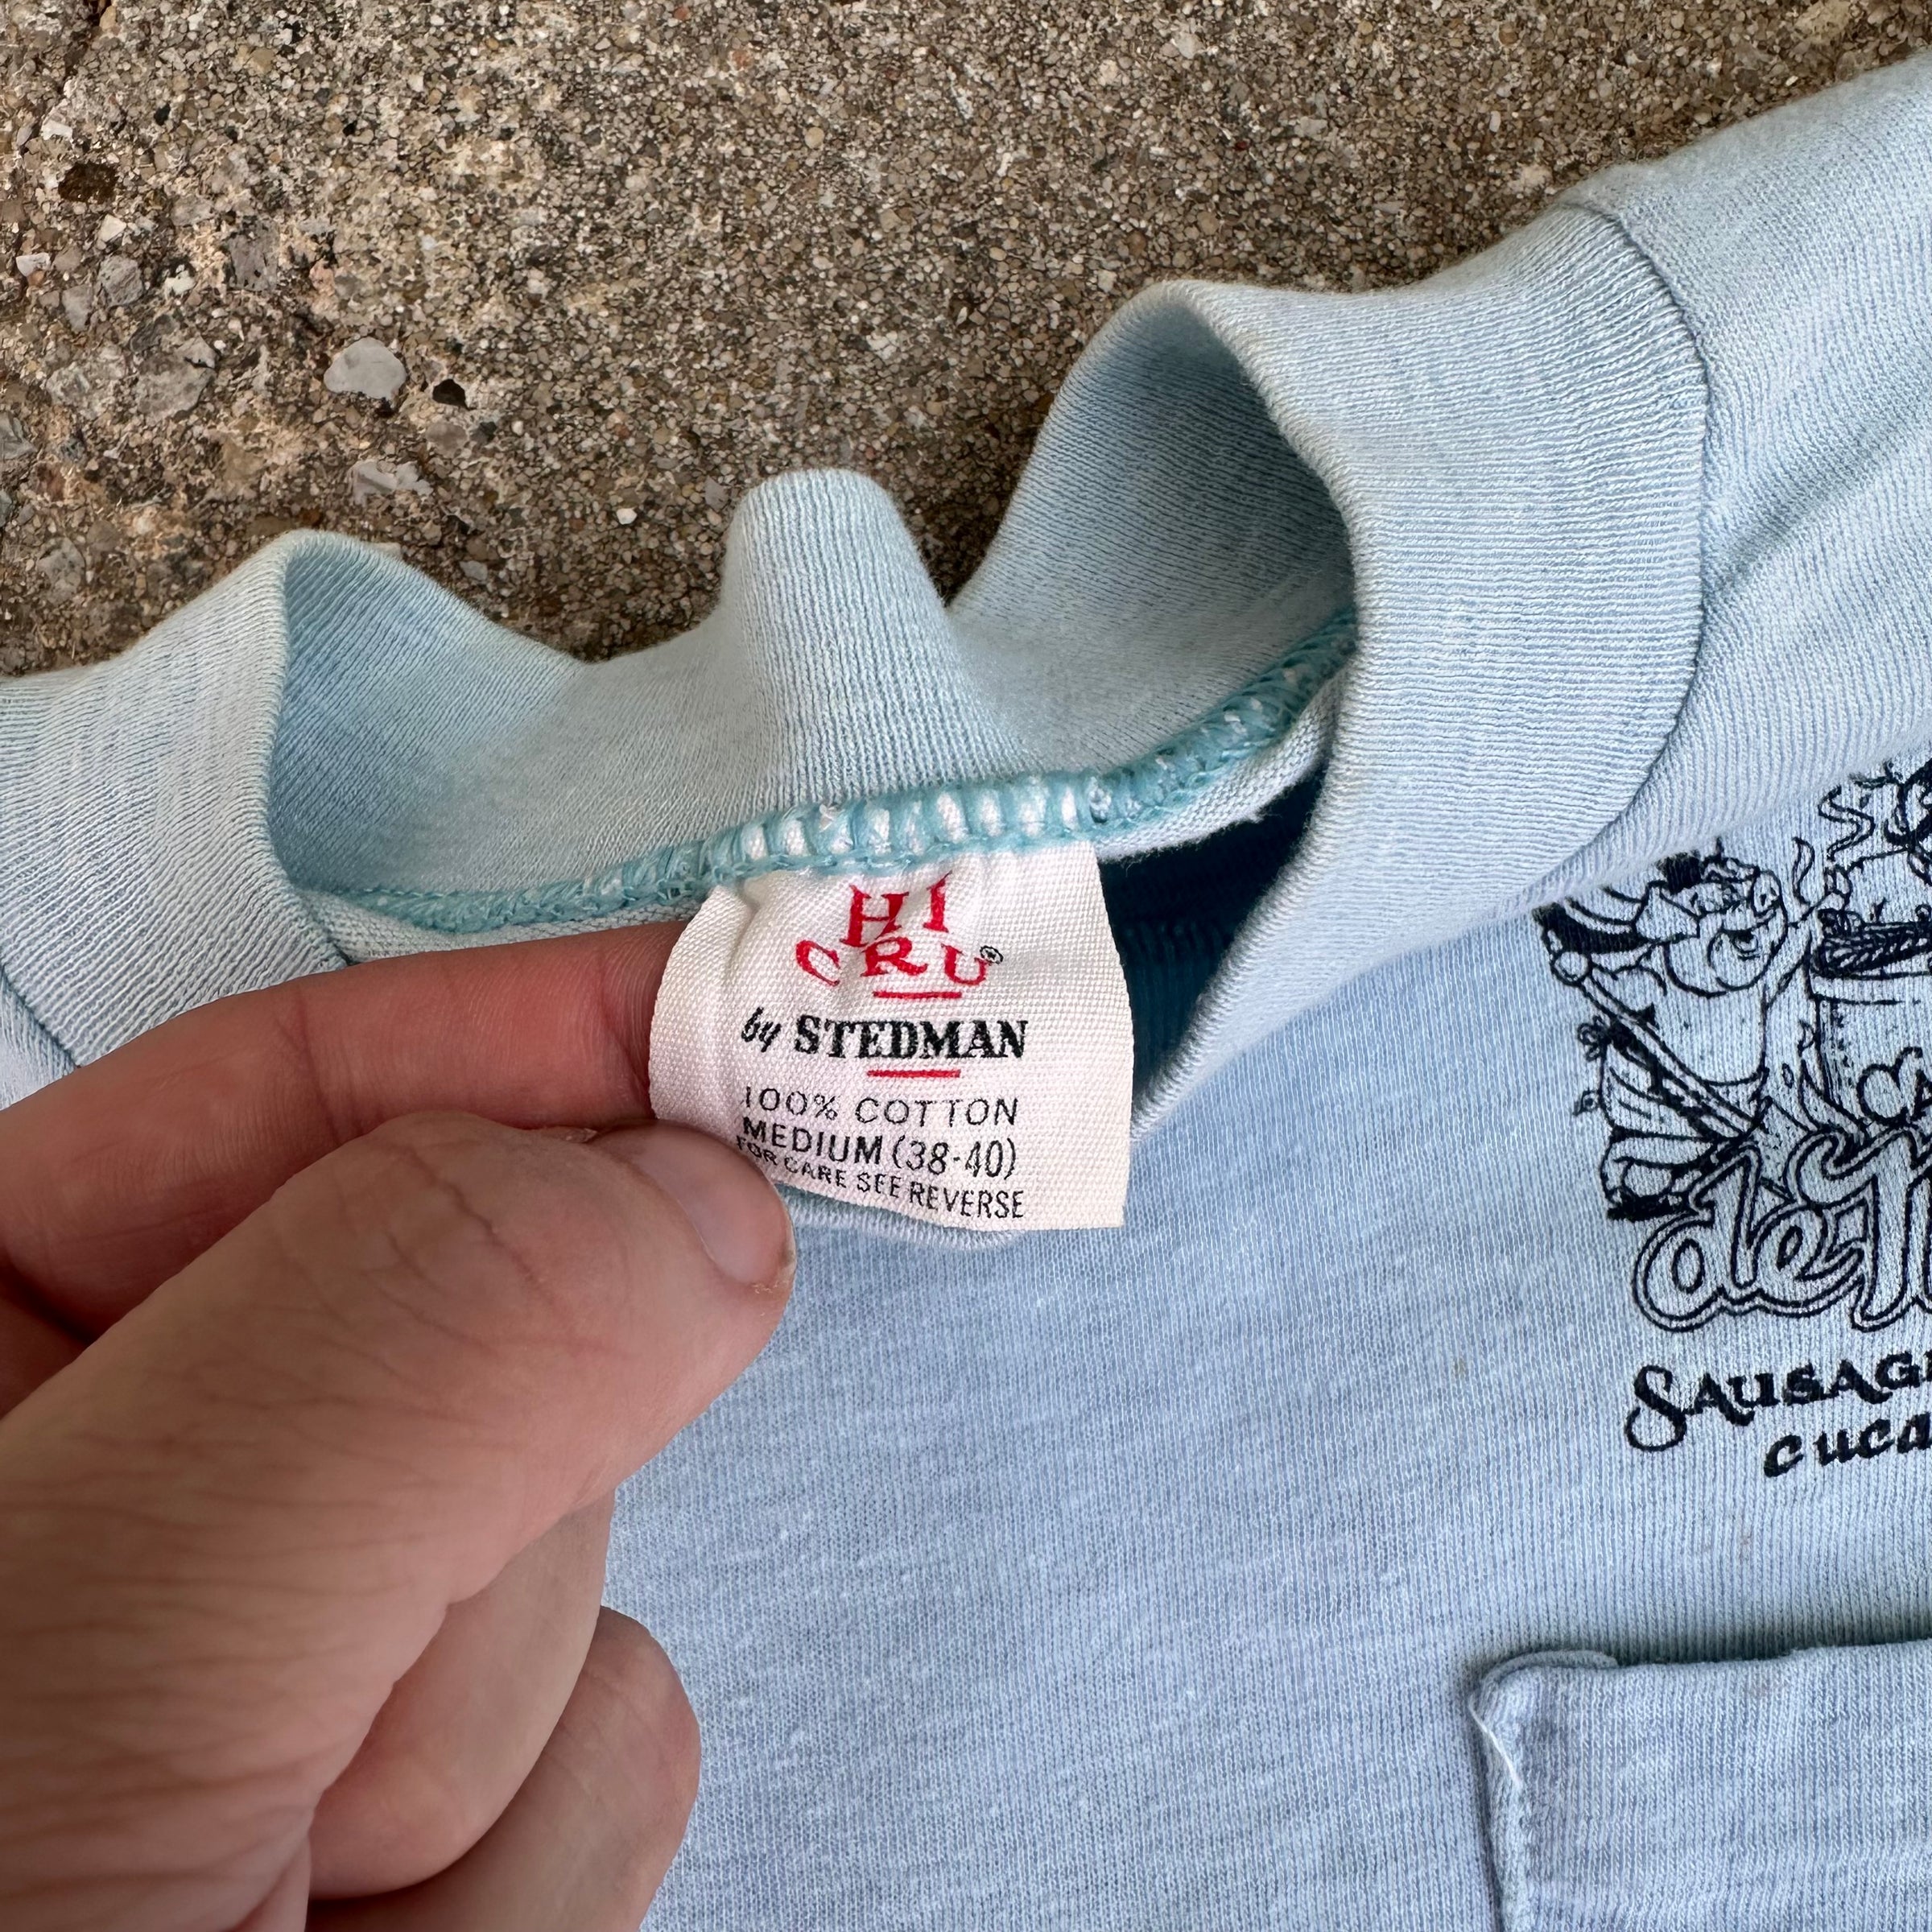 HI
CRU®
by STEDMAN
100% COTTON
MEDIUM (38-40)
FOR CARE SEE REVERSE